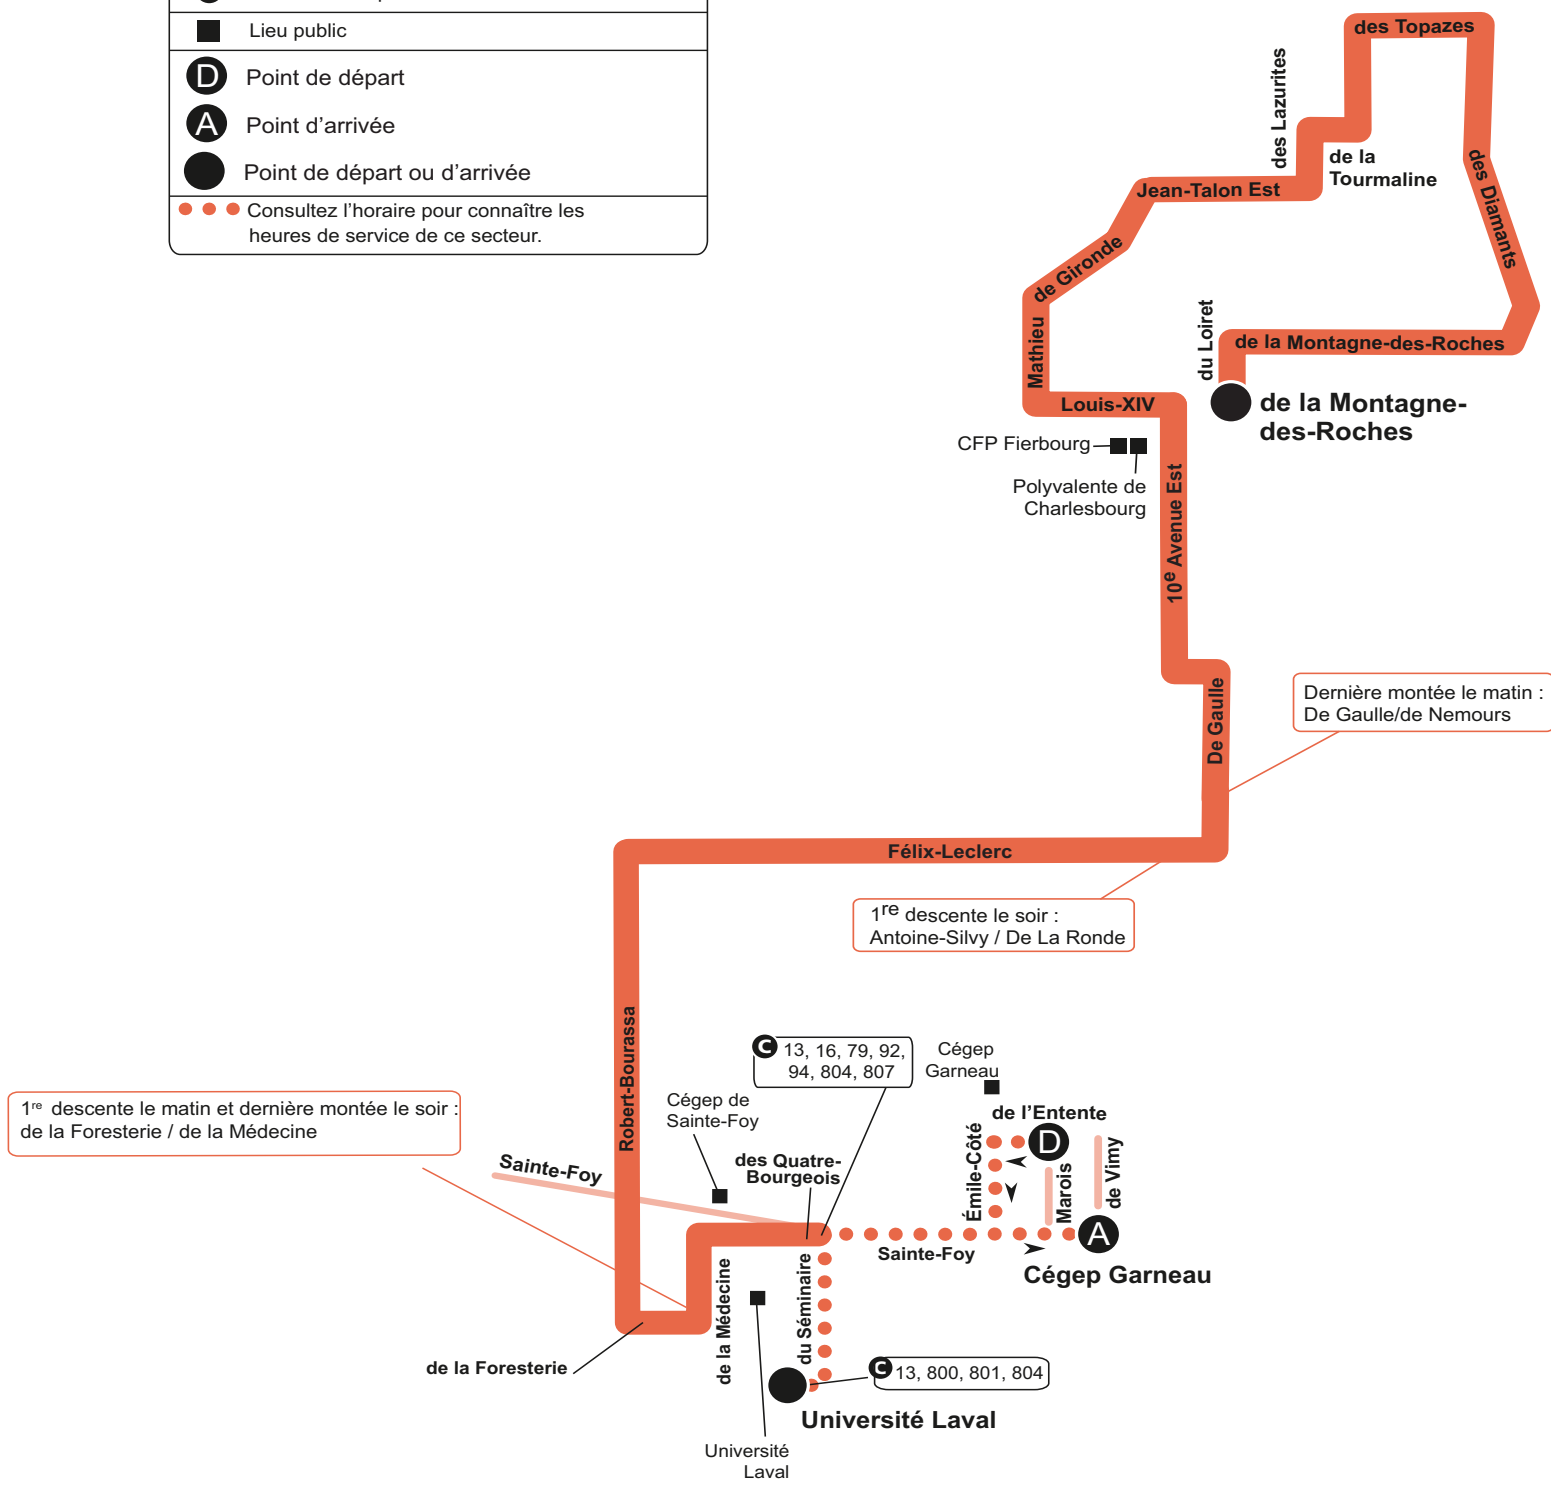 Lieu public
D Point de départ
A Point d’arrivée
Point de départ ou d’arrivée
Consultez l’horaire pour connaître les
heures de service de ce secteur.
des Topazes
des Lazurites
de la
Tourmaline
des Diamants
Jean-Talon Est
de Gironde
Mathieu
du Loiret
de la Montagne-des-Roches
Louis-XIV
de la Montagne-
des-Roches
CFP Fierbourg
Polyvalente de
Charlesbourg
10e Avenue Est
De Gaulle
Dernière montée le matin :
De Gaulle/de Nemours
Félix-Leclerc
1re descente le soir :
Antoine-Silvy / De La Ronde
Robert-Bourassa
C 13, 16, 79, 92,
94, 804, 807
Cégep
Garneau
1re descente le matin et dernière montée le soir :
de la Foresterie / de la Médecine
Cégep de
Sainte-Foy
de l’Entente
D
Sainte-Foy
des Quatre-
Bourgeois
Émile-Côté
Marois
de Vimy
A
Sainte-Foy
Cégep Garneau
de la Médecine
du Séminaire
de la Foresterie
C 13, 800, 801, 804
Université Laval
Université
Laval